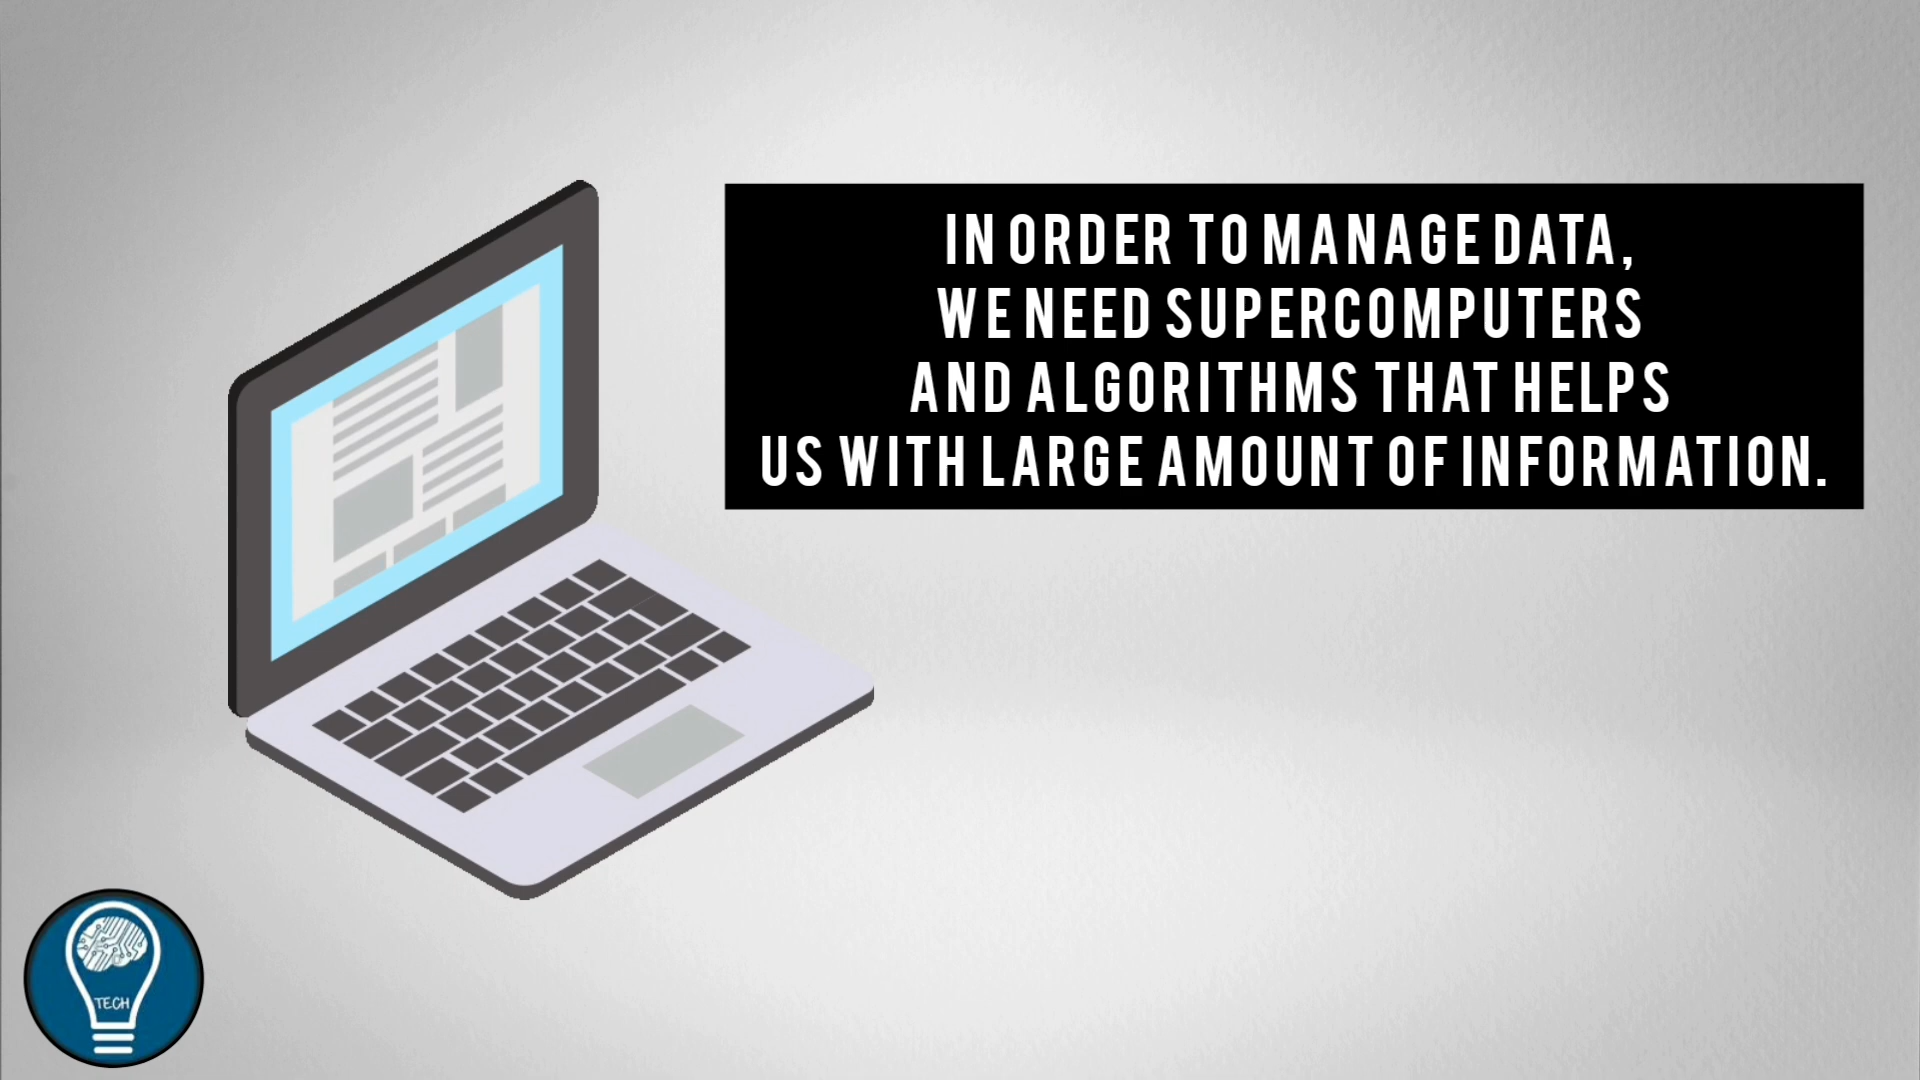 IN ORDER TO MANAGE DATA,
WE NEED SUPERCOMPUTERS
AND ALGORITHMS THAT HELPS
US WITH LARGE AMOUNT OF INFORMATION.
TECH